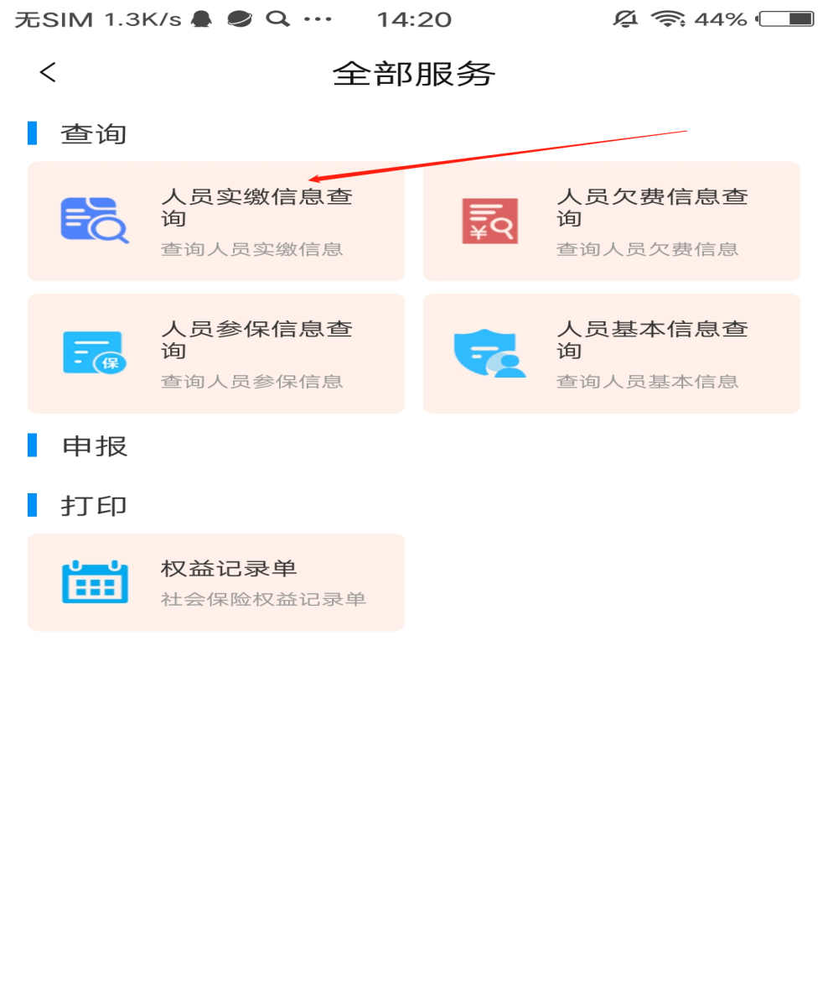 无SIM 1.3K/s ··· 14:20 44%
全部服务
查询
人员实缴信息查
询
查询人员实缴信息
人员欠费信息查
询
查询人员欠费信息
人员参保信息查
询
查询人员参保信息
保
人员基本信息查
询
查询人员基本信息
申报
打印
权益记录单
社会保险权益记录单